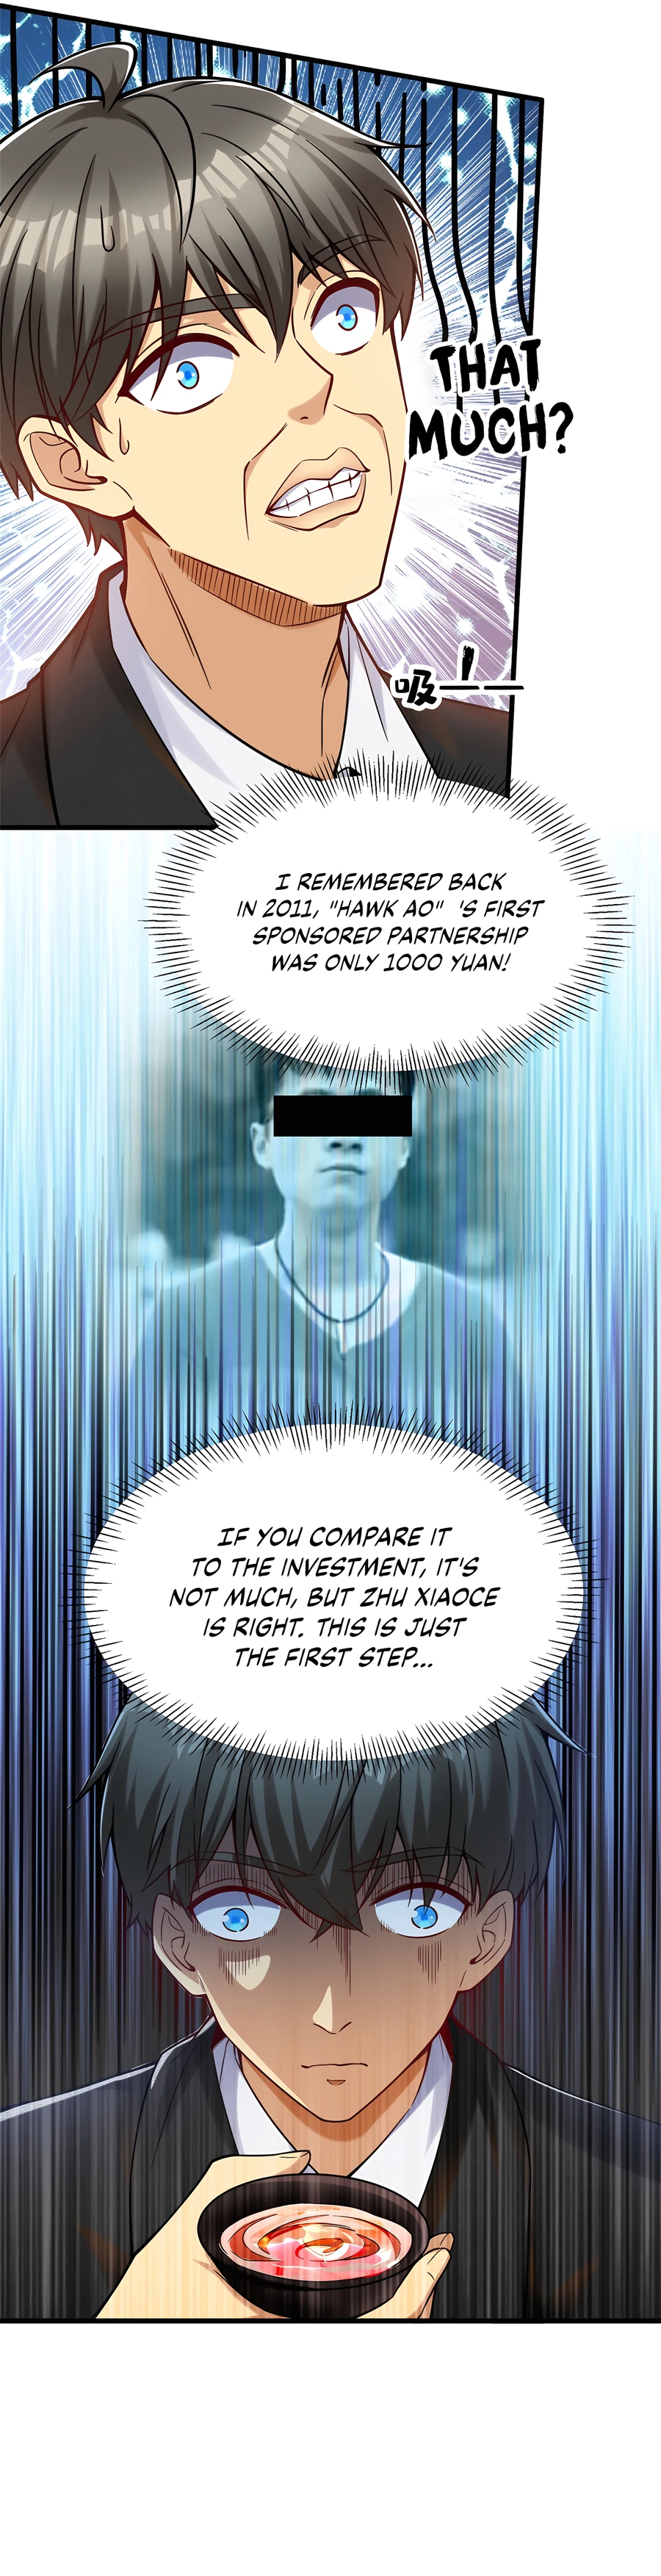 THAT
MUCH?
吸——
I REMEMBERED BACK
IN 2011, "HAWK AO" 'S FIRST
SPONSORED PARTNERSHIP
WAS ONLY 1000 YUAN!
IF YOU COMPARE IT
TO THE INVESTMENT, IT'S
NOT MUCH, BUT ZHU XIAOCE
IS RIGHT. THIS IS JUST
THE FIRST STEP...